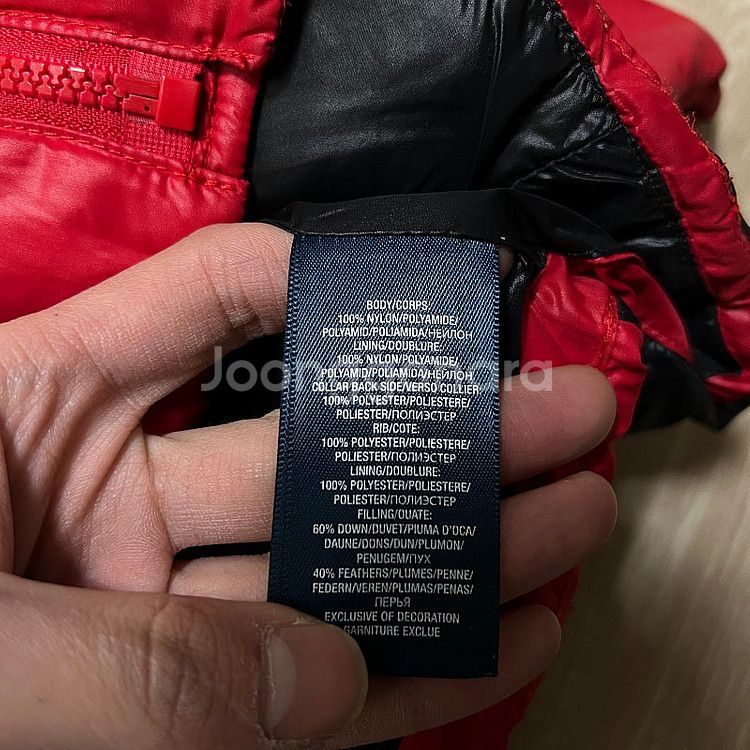 BODY/CORPS
100% NYLON/POLYAMIDE/
POLYAMID/POLIAMIDA/НЕЙЛОН
LINING/DOUBLURE:
100% NYLON/POLYAMIDE/
POLYAMID/POLIAMIDA/НЕЙЛОН
COLLAR BACK SIDE/VERSO COLLIER:
100% POLYESTER/POLIESTERE/
POLIESTER/ПОЛИЭСТЕР
RIB/COTE:
100% POLYESTER/POLIESTERE/
POLIESTER/ПОЛИЭСТЕР
LINING/DOUBLURE:
100% POLYESTER/POLIESTERE/
POLIESTER/ПОЛИЭСТЕР
FILLING/OUATE:
60% DOWN/DUVET/PIUMA D'OCA/
DAUNE/DONS/DUN/PLUMON/
PENUGEM/ПУХ
40% FEATHERS/PLUMES/PENNE/
FEDERN/VEREN/PLUMAS/PENAS/
ПЕРЬЯ
EXCLUSIVE OF DECORATION
GARNITURE EXCLUE